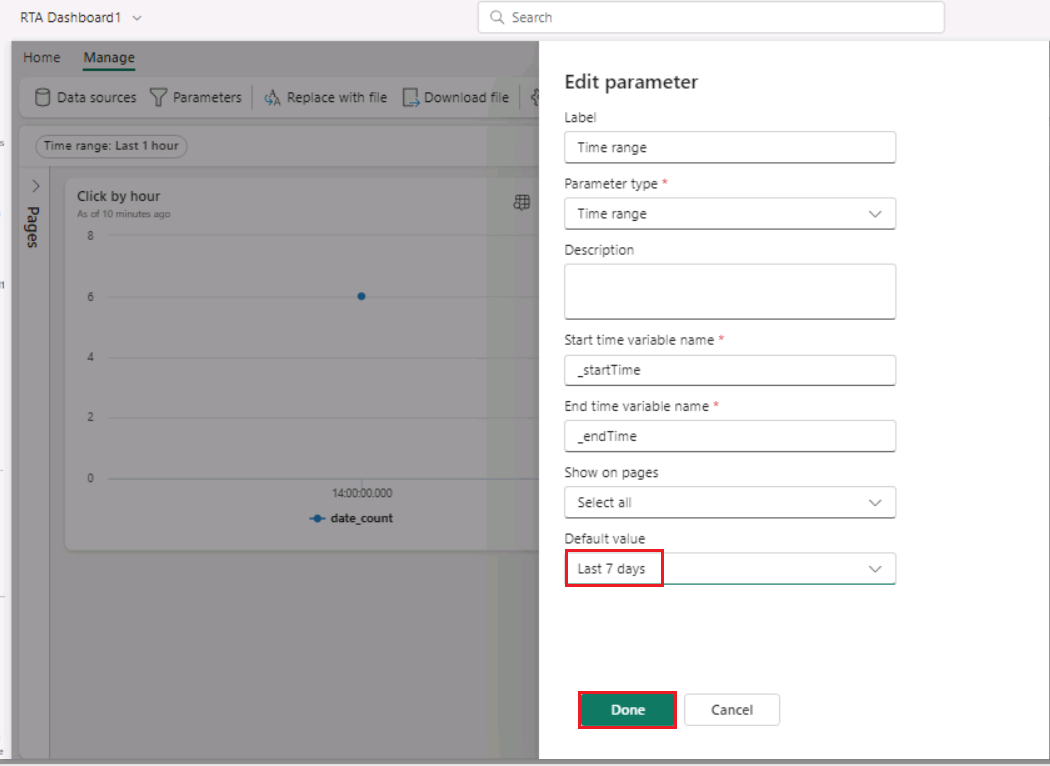 RTA Dashboard1
Search
Home Manage
Data sources Parameters Replace with file Download file
Time range: Last 1 hour
Pages
Click by hour
As of 10 minutes ago
8
6
4
2
0
14:00:00.000
date_count
Edit parameter
Label
Time range
Parameter type *
Time range
Description
Start time variable name *
_startTime
End time variable name *
_endTime
Show on pages
Select all
Default value
Last 7 days
Done Cancel